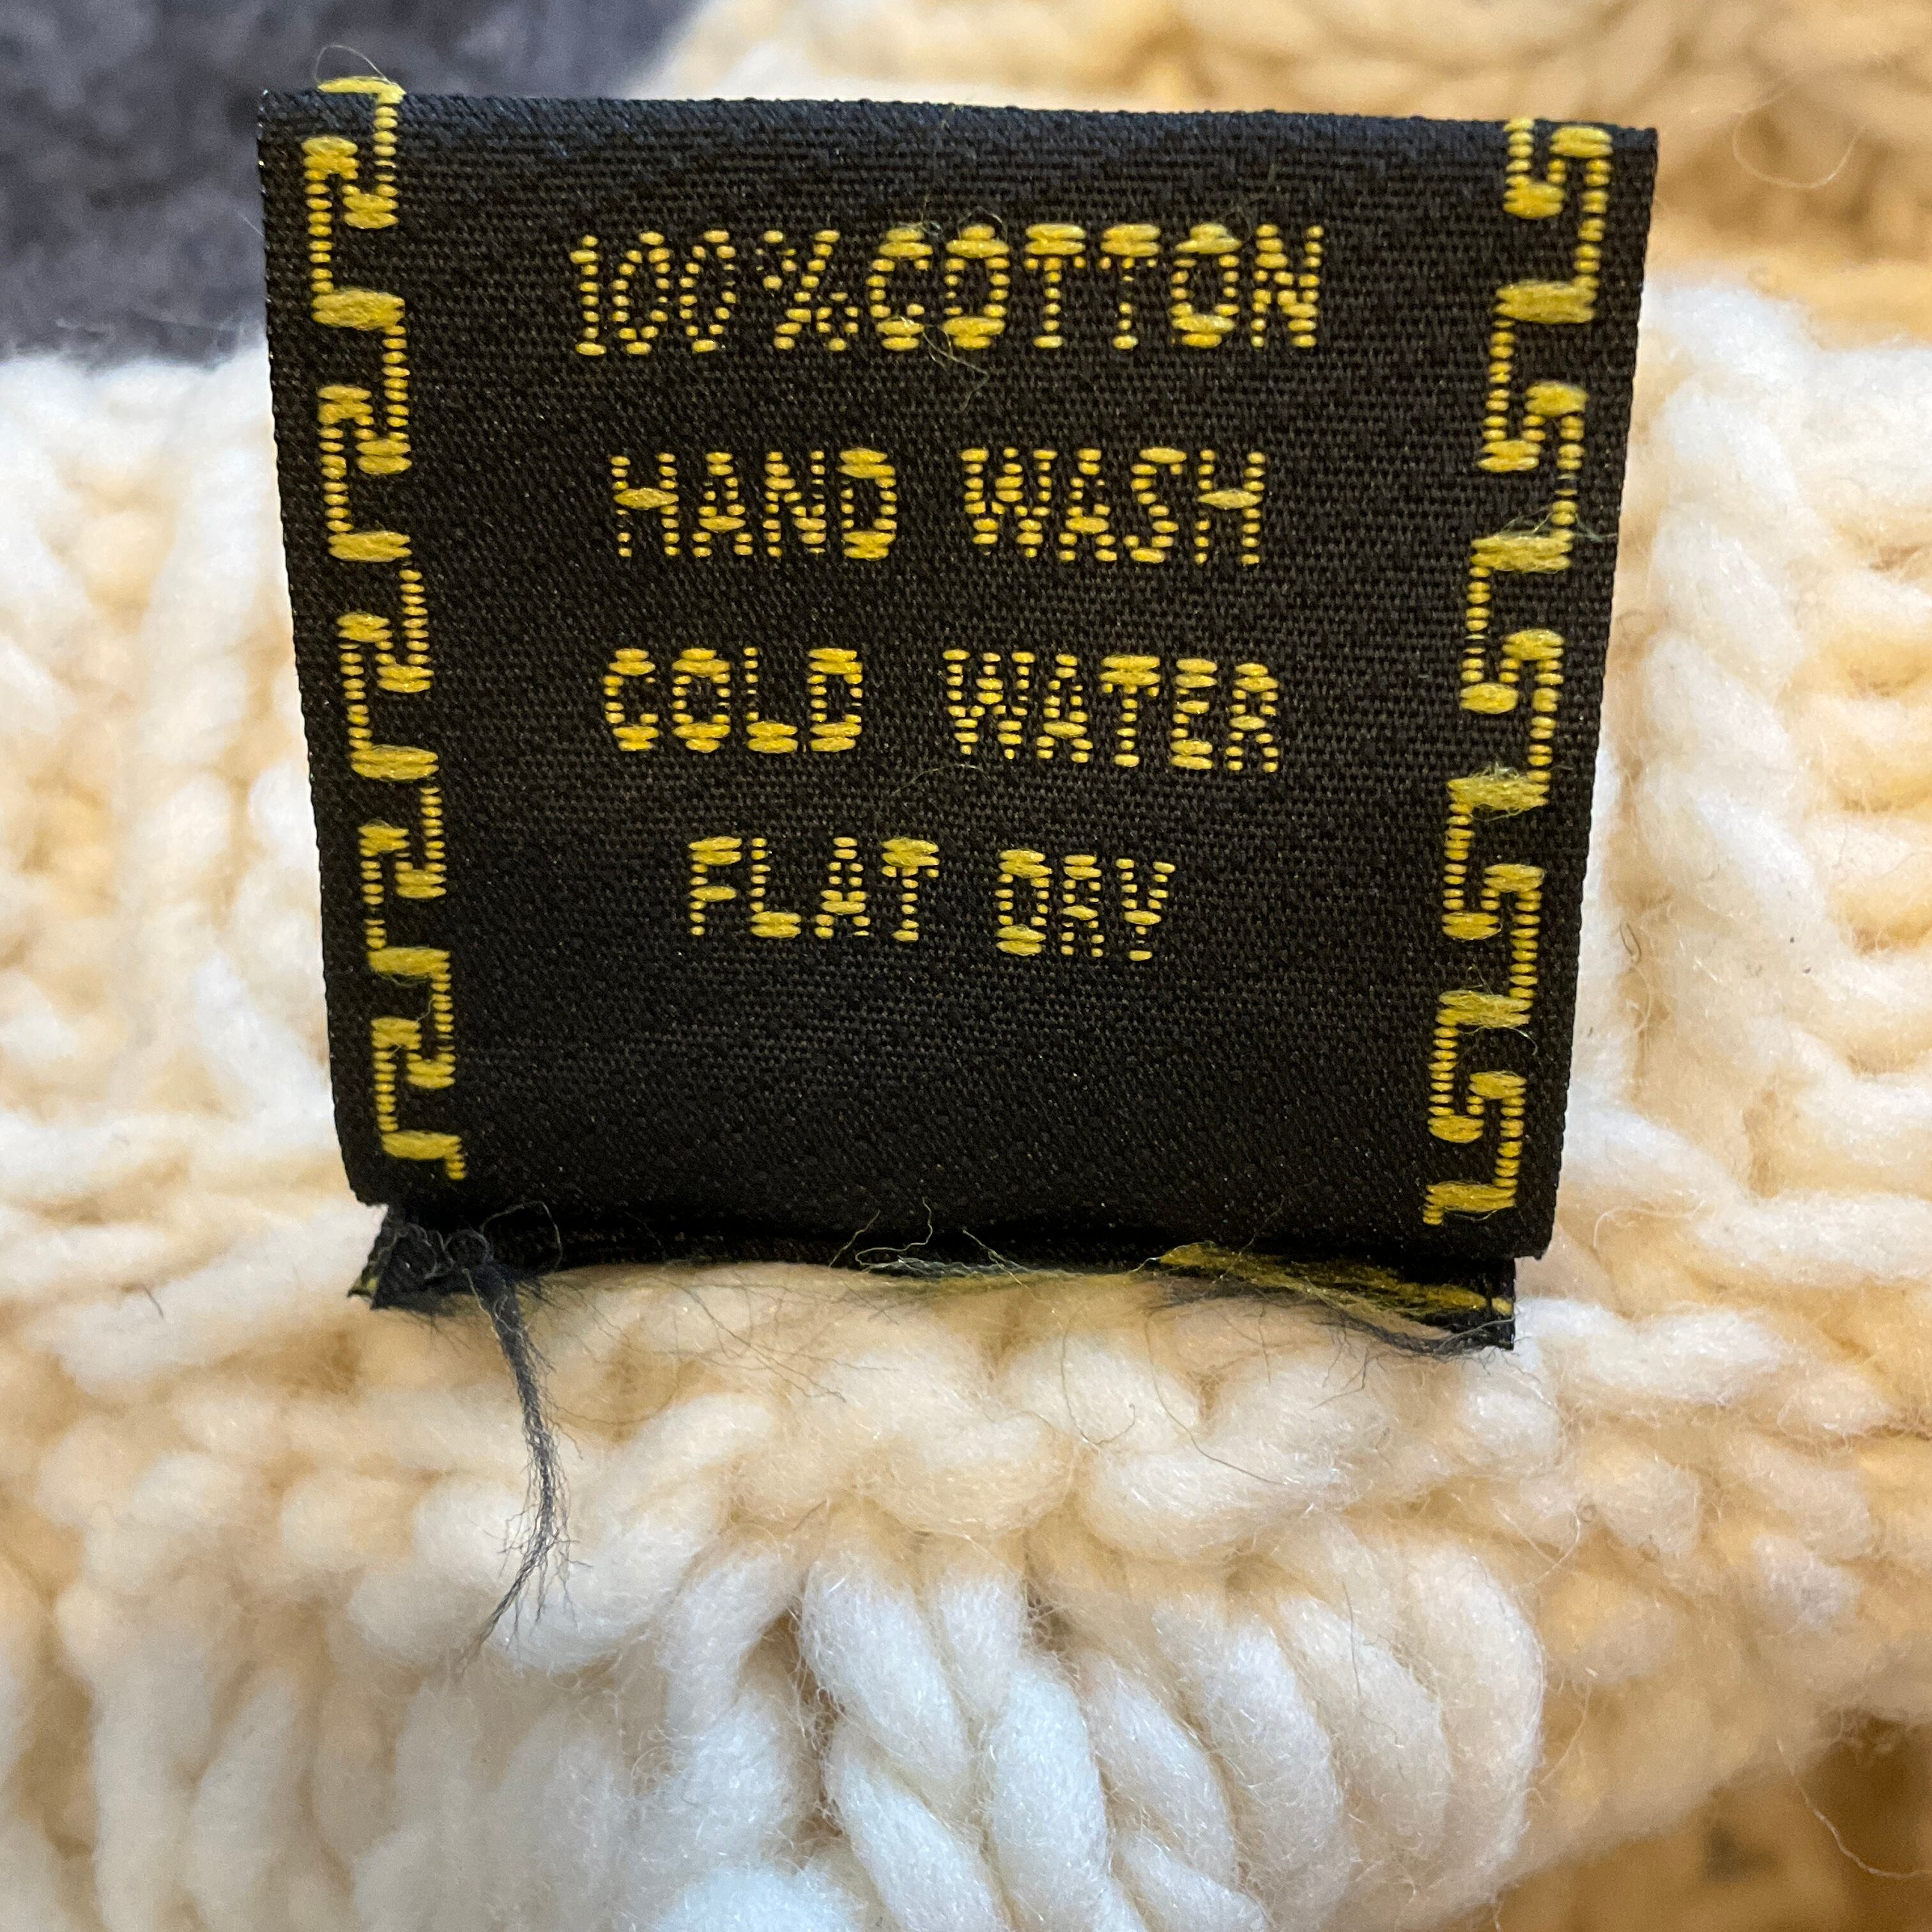 100% COTTON
HAND WASH
COLD WATER
FLAT DRY